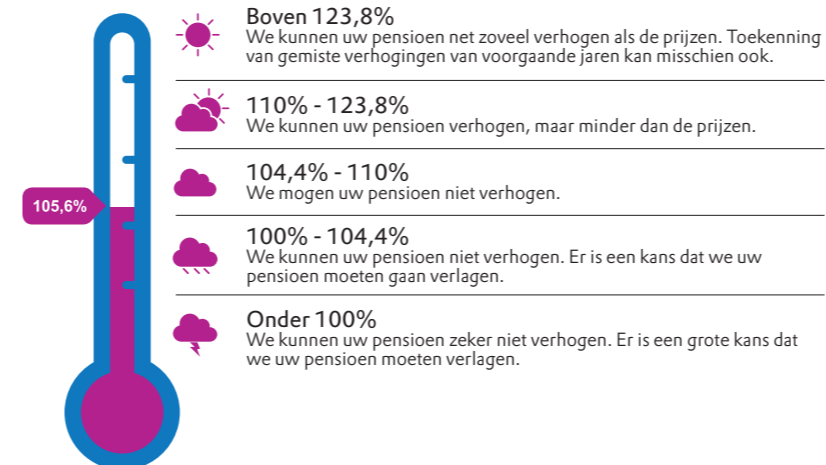 Boven 123,8%
We kunnen uw pensioen net zoveel verhogen als de prijzen. Toekenning
van gemiste verhogingen van voorgaande jaren kan misschien ook.
110% - 123,8%
We kunnen uw pensioen verhogen, maar minder dan de prijzen.
104,4% - 110%
We mogen uw pensioen niet verhogen.
105,6%
100% - 104,4%
We kunnen uw pensioen niet verhogen. Er is een kans dat we uw
pensioen moeten gaan verlagen.
Onder 100%
We kunnen uw pensioen zeker niet verhogen. Er is een grote kans dat
we uw pensioen moeten verlagen.